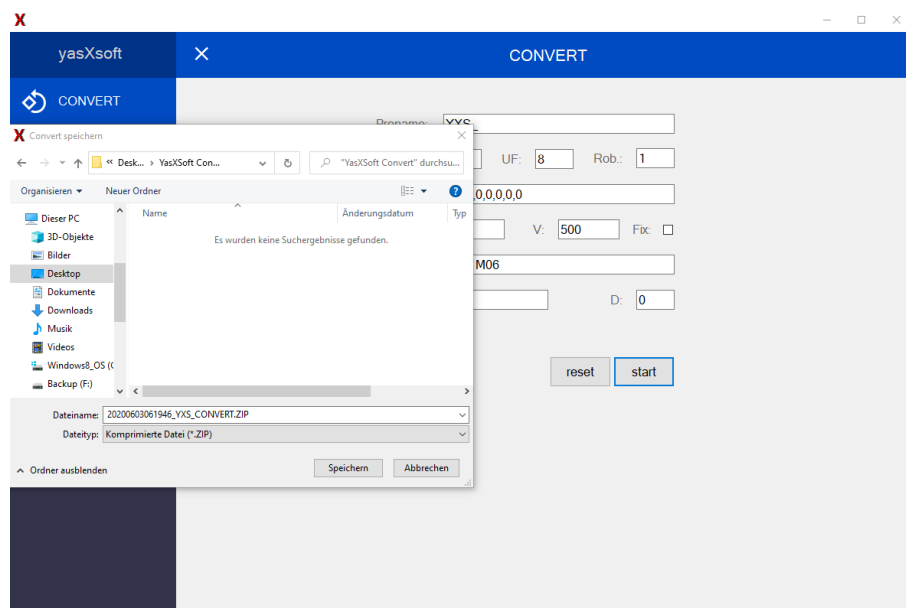 X
yasXsoft
CONVERT
CONVERT
Prename: YXS_
UF: 8 Rob.: 1
,0,0,0,0,0
V: 500 Fix:
M06
D: 0
reset start
X Convert speichern
« Desk... › YasXSoft Con... "YasXSoft Convert" durchsu...
Organisieren Neuer Ordner
Name Änderungsdatum Typ
Es wurden keine Suchergebnisse gefunden.
Dieser PC
3D-Objekte
Bilder
Desktop
Dokumente
Downloads
Musik
Videos
Windows8_OS (
Backup (F:)
Dateiname: 20200603061946_YXS_CONVERT.ZIP
Dateityp: Komprimierte Datei (*.ZIP)
Ordner ausblenden
Speichern Abbrechen